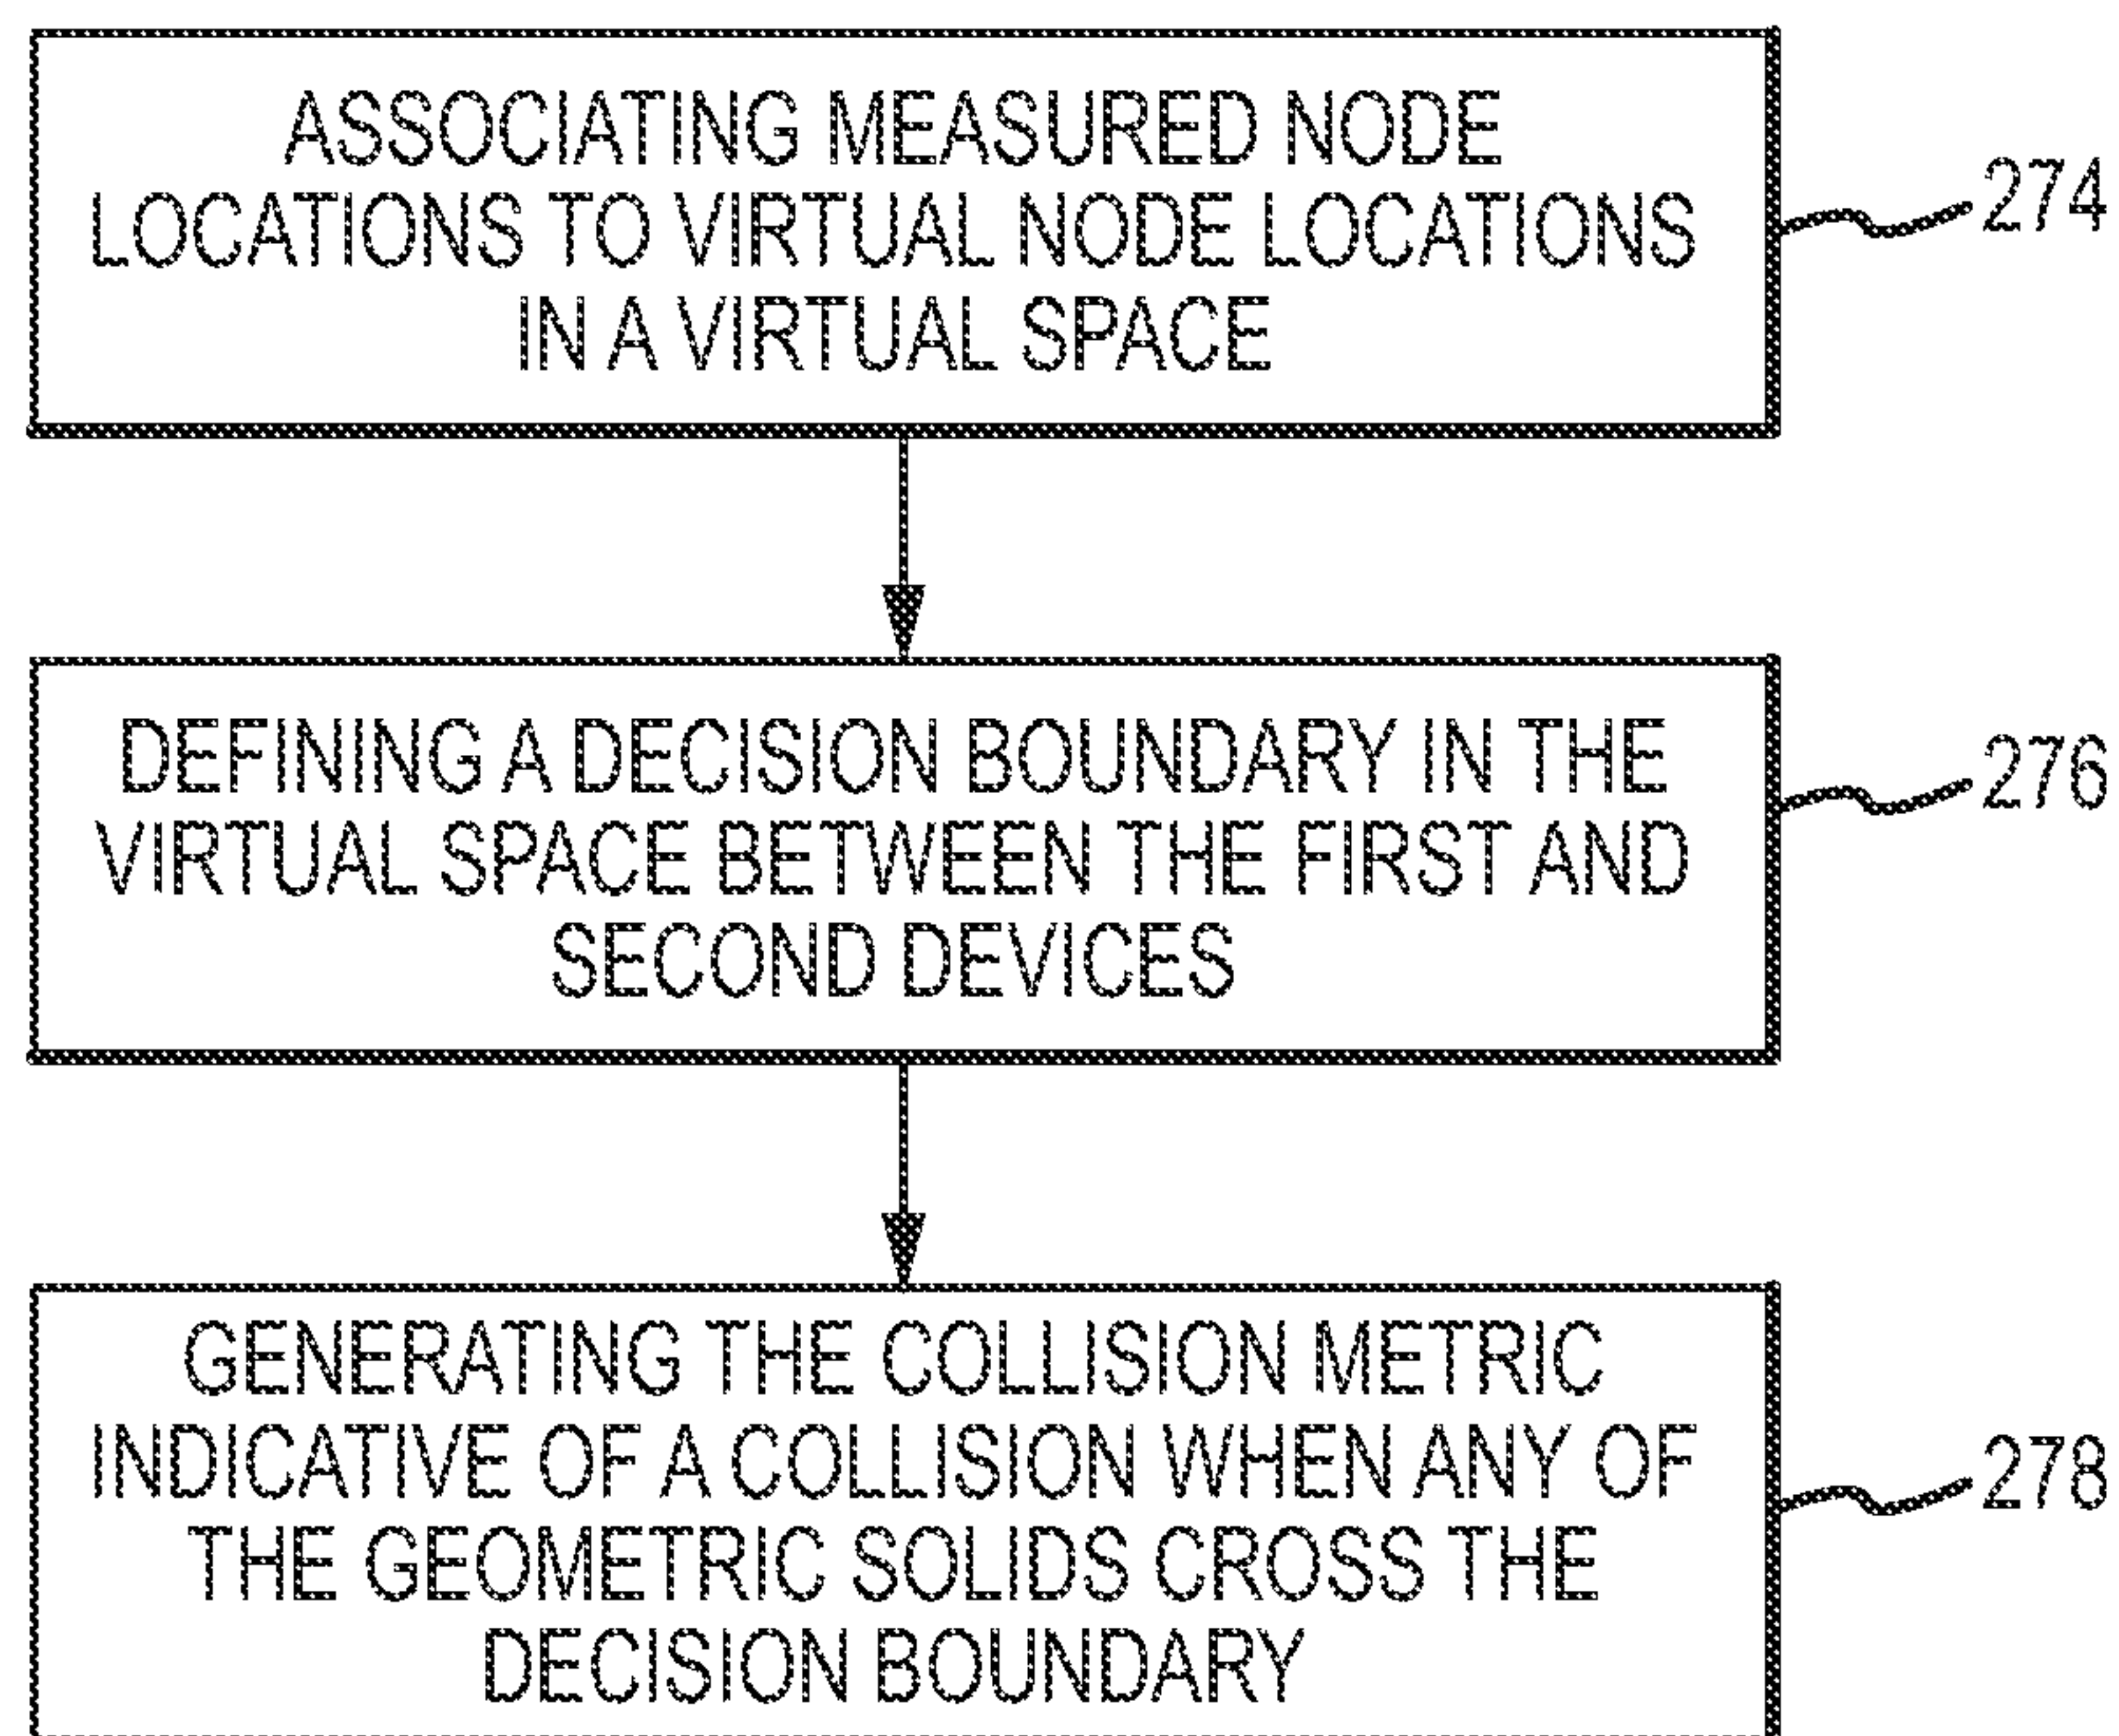 ASSOCIATING MEASURED NODE
LOCATIONS TO VIRTUAL NODE LOCATIONS
IN A VIRTUAL SPACE
274
DEFINING A DECISION BOUNDARY IN THE
VIRTUAL SPACE BETWEEN THE FIRST AND
SECOND DEVICES
276
GENERATING THE COLLISION METRIC
INDICATIVE OF A COLLISION WHEN ANY OF
THE GEOMETRIC SOLIDS CROSS THE
DECISION BOUNDARY
278